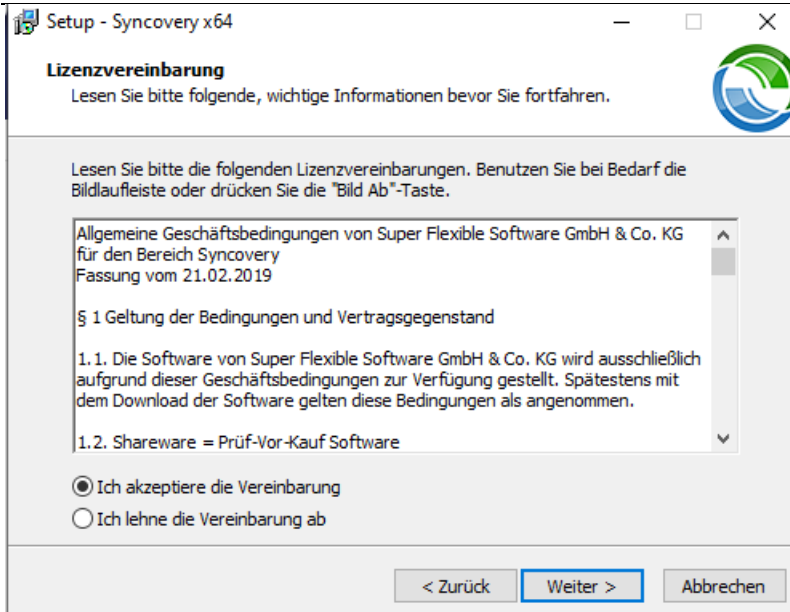 Setup - Syncovery x64
Lizenzvereinbarung
Lesen Sie bitte folgende, wichtige Informationen bevor Sie fortfahren.
Lesen Sie bitte die folgenden Lizenzvereinbarungen. Benutzen Sie bei Bedarf die
Bildlaufleiste oder drücken Sie die "Bild Ab"-Taste.
Allgemeine Geschäftsbedingungen von Super Flexible Software GmbH & Co. KG
für den Bereich Syncovery
Fassung vom 21.02.2019
§ 1 Geltung der Bedingungen und Vertragsgegenstand
1.1. Die Software von Super Flexible Software GmbH & Co. KG wird ausschließlich
aufgrund dieser Geschäftsbedingungen zur Verfügung gestellt. Spätestens mit
dem Download der Software gelten diese Bedingungen als angenommen.
1.2. Shareware = Prüf-Vor-Kauf Software
Ich akzeptiere die Vereinbarung
Ich lehne die Vereinbarung ab
< Zurück Weiter > Abbrechen